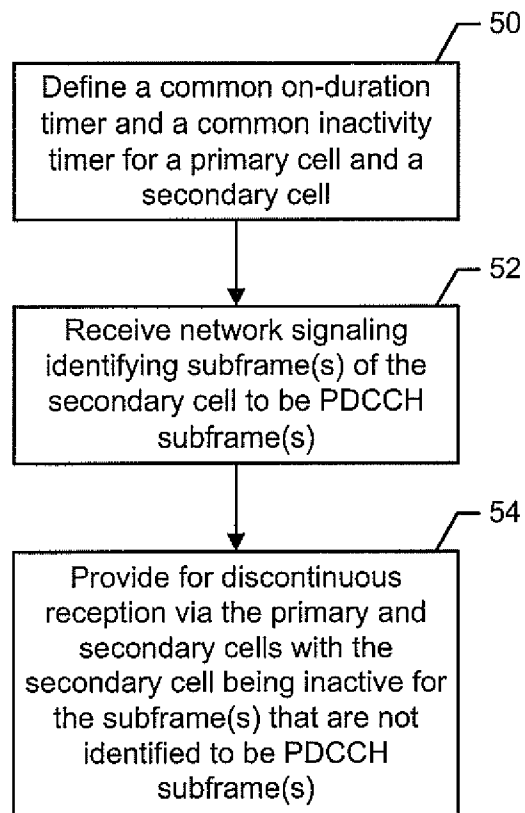 50
Define a common on-duration
timer and a common inactivity
timer for a primary cell and a
secondary cell
52
Receive network signaling
identifying subframe(s) of the
secondary cell to be PDCCH
subframe(s)
54
Provide for discontinuous
reception via the primary and
secondary cells with the
secondary cell being inactive for
the subframe(s) that are not
identified to be PDCCH
subframe(s)